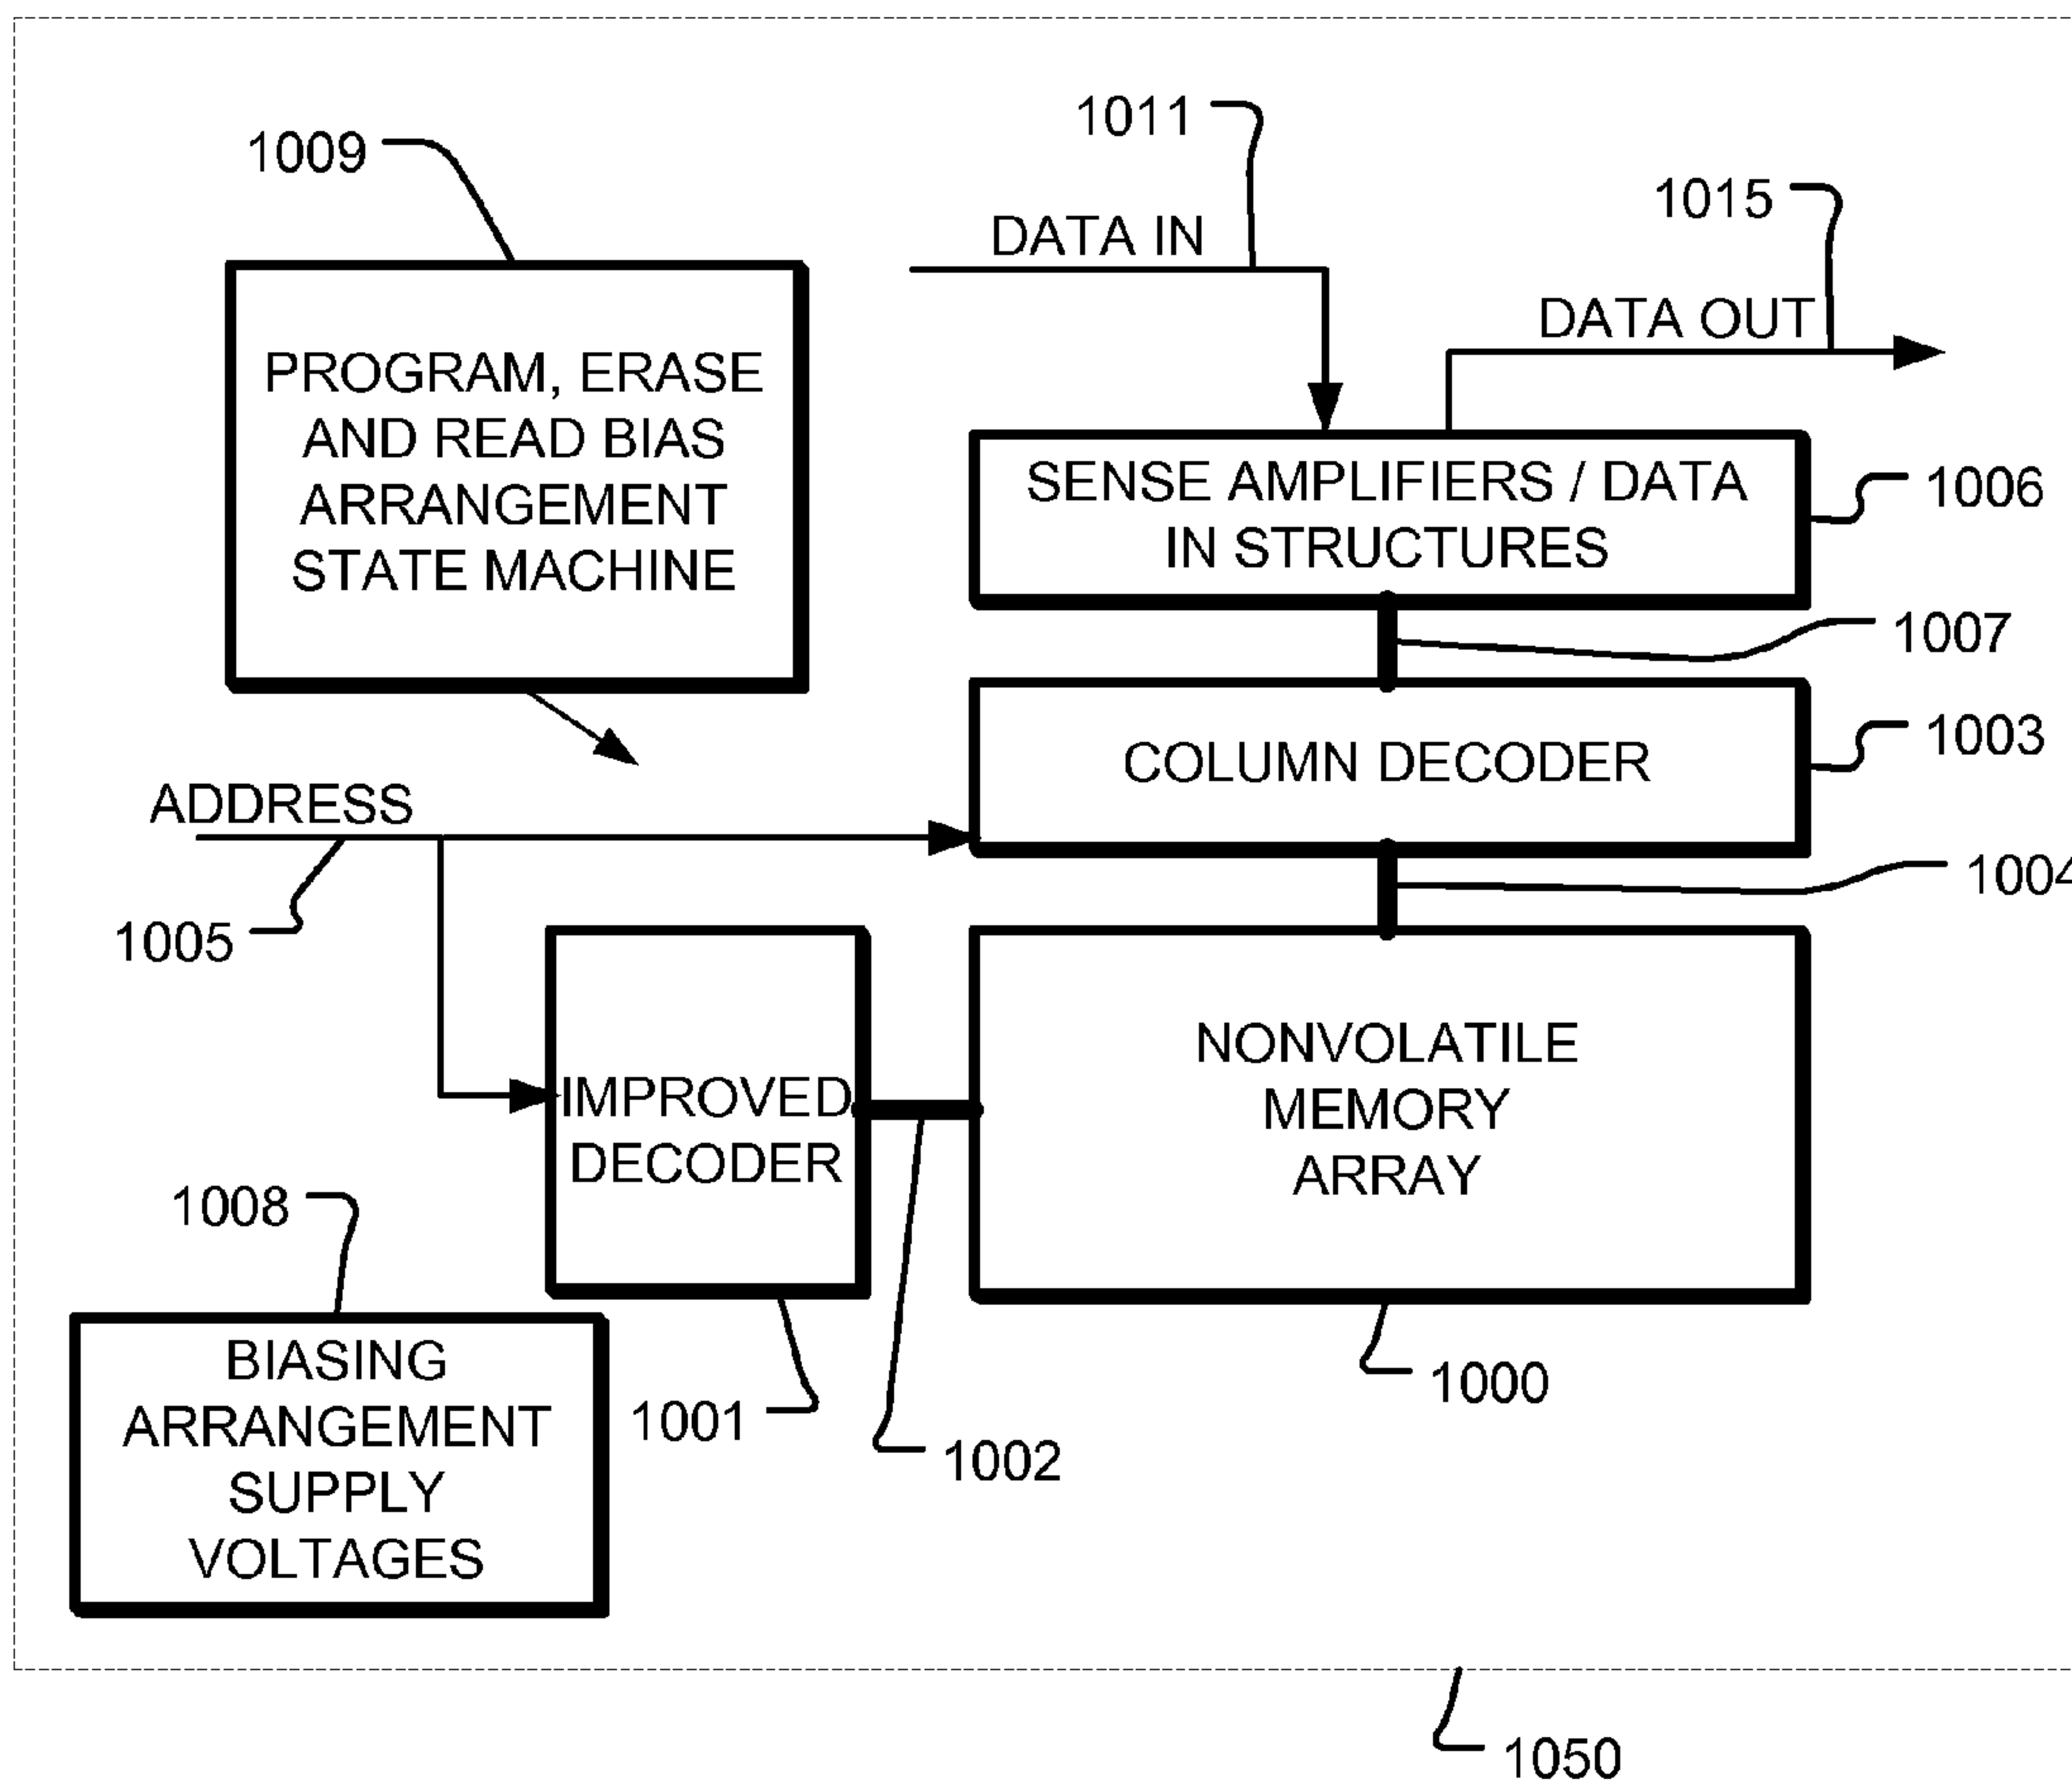 1011
1009
1015
DATA IN
DATA OUT
PROGRAM, ERASE
AND READ BIAS
ARRANGEMENT
STATE MACHINE
SENSE AMPLIFIERS / DATA
IN STRUCTURES
1006
1007
COLUMN DECODER
1003
ADDRESS
1004
1005
IMPROVED
DECODER
NONVOLATILE
MEMORY
ARRAY
1008
BIASING
ARRANGEMENT
SUPPLY
VOLTAGES
1001
1002
1000
1050